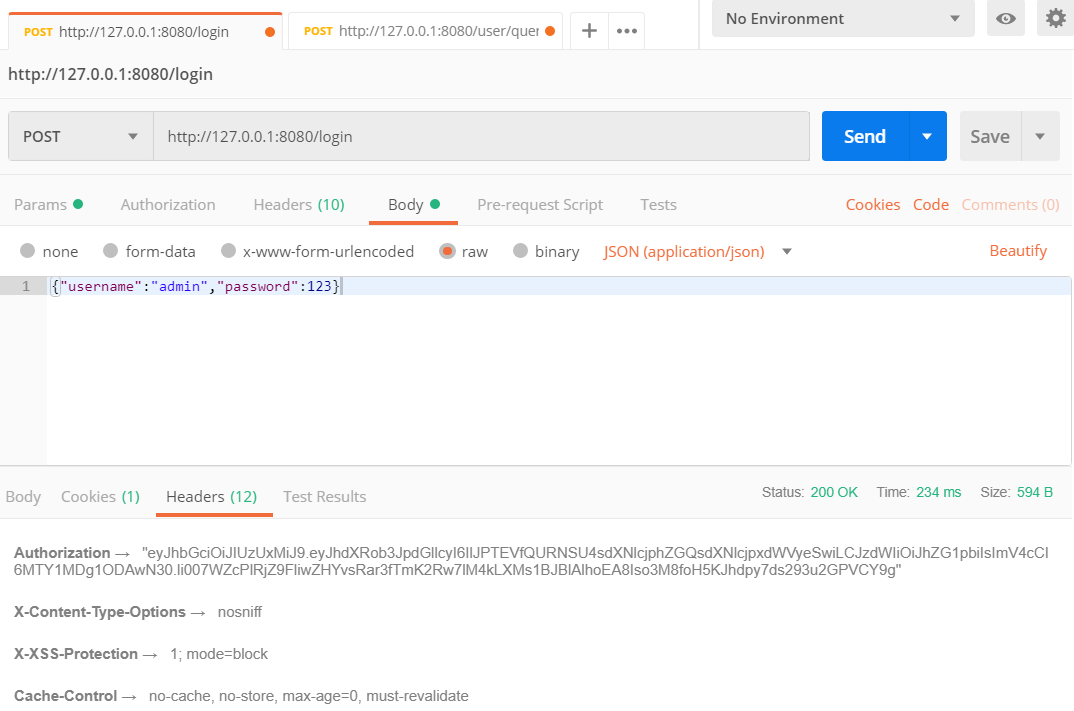 POST http://127.0.0.1:8080/login POST http://127.0.0.1:8080/user/quer No Environment
http://127.0.0.1:8080/login
POST http://127.0.0.1:8080/login Send Save
Params Authorization Headers (10) Body Pre-request Script Tests Cookies Code Comments (0)
none form-data x-www-form-urlencoded raw binary JSON (application/json) Beautify
1 {"username":"admin","password":123}
Body Cookies (1) Headers (12) Test Results Status: 200 OK Time: 234 ms Size: 594 B
Authorization → "eyJhbGciOiJIUzUxMiJ9.eyJhdXRob3JpdGllcyI6IlJPTEVfQURNSU4sdXNlcjphZGQsdXNlcjpxdWVyeSwiLCJzdWIiOiJhZG1pbiIsImV4cCI
6MTY1MDg1ODAwN30.Ii007WZcPIRjZ9FIiwZHYvsRar3fTmK2Rw7IM4kLXMs1BJBlAlhoEA8Iso3M8foH5KJhdpy7ds293u2GPVCY9g"
X-Content-Type-Options → nosniff
X-XSS-Protection → 1; mode=block
Cache-Control → no-cache, no-store, max-age=0, must-revalidate